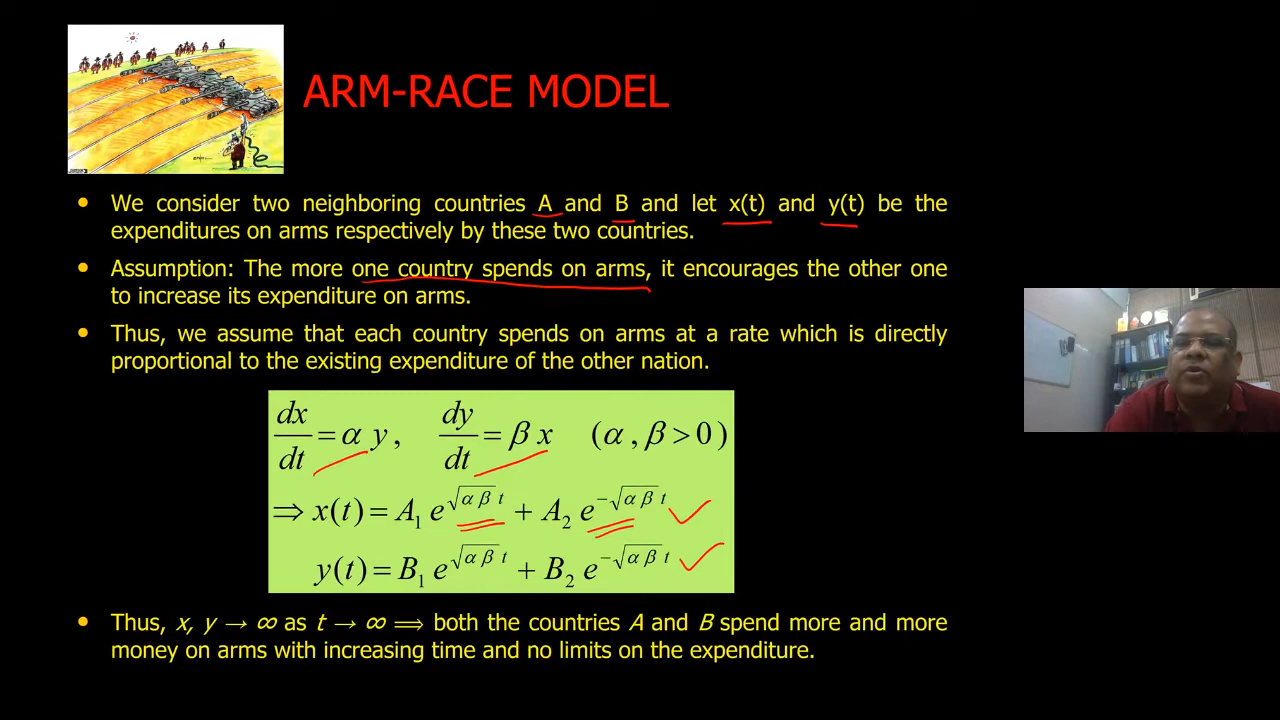 ARM-RACE MODEL
• We consider two neighboring countries A and B and let x(t) and y(t) be the
expenditures on arms respectively by these two countries.
• Assumption: The more one country spends on arms, it encourages the other one
to increase its expenditure on arms.
• Thus, we assume that each country spends on arms at a rate which is directly
proportional to the existing expenditure of the other nation.
dx/dt = α y, dy/dt = β x (α, β > 0)
⇒ x(t) = A₁ e^{√(αβ) t} + A₂ e^{−√(αβ) t}
y(t) = B₁ e^{√(αβ) t} + B₂ e^{−√(αβ) t}
• Thus, x, y → ∞ as t → ∞ ⟹ both the countries A and B spend more and more
money on arms with increasing time and no limits on the expenditure.